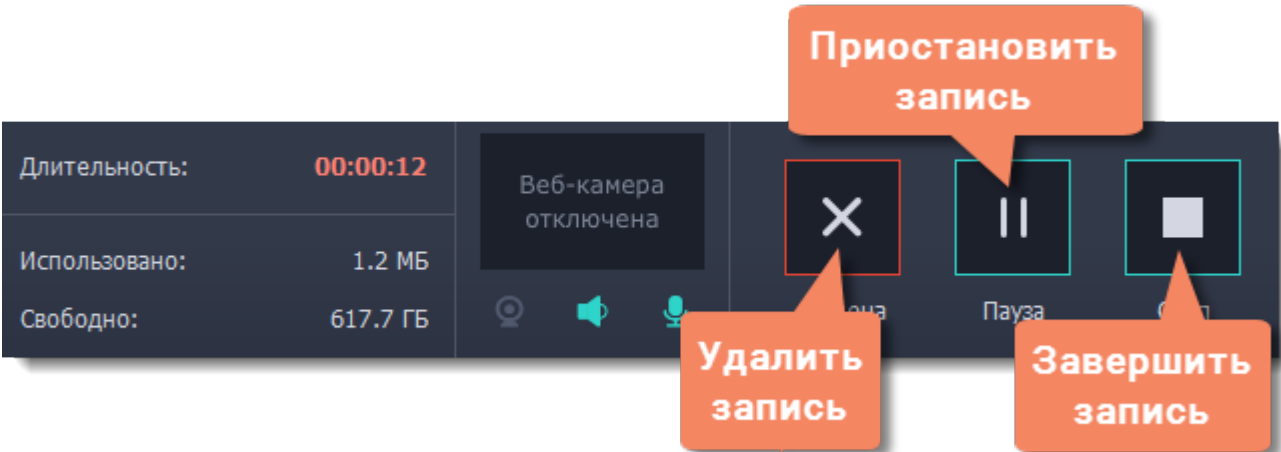 Приостановить
запись
Длительность: 00:00:12
Веб-камера
отключена
Использовано: 1.2 МБ
Свободно: 617.7 ГБ
Пауза
Удалить
запись
Завершить
запись